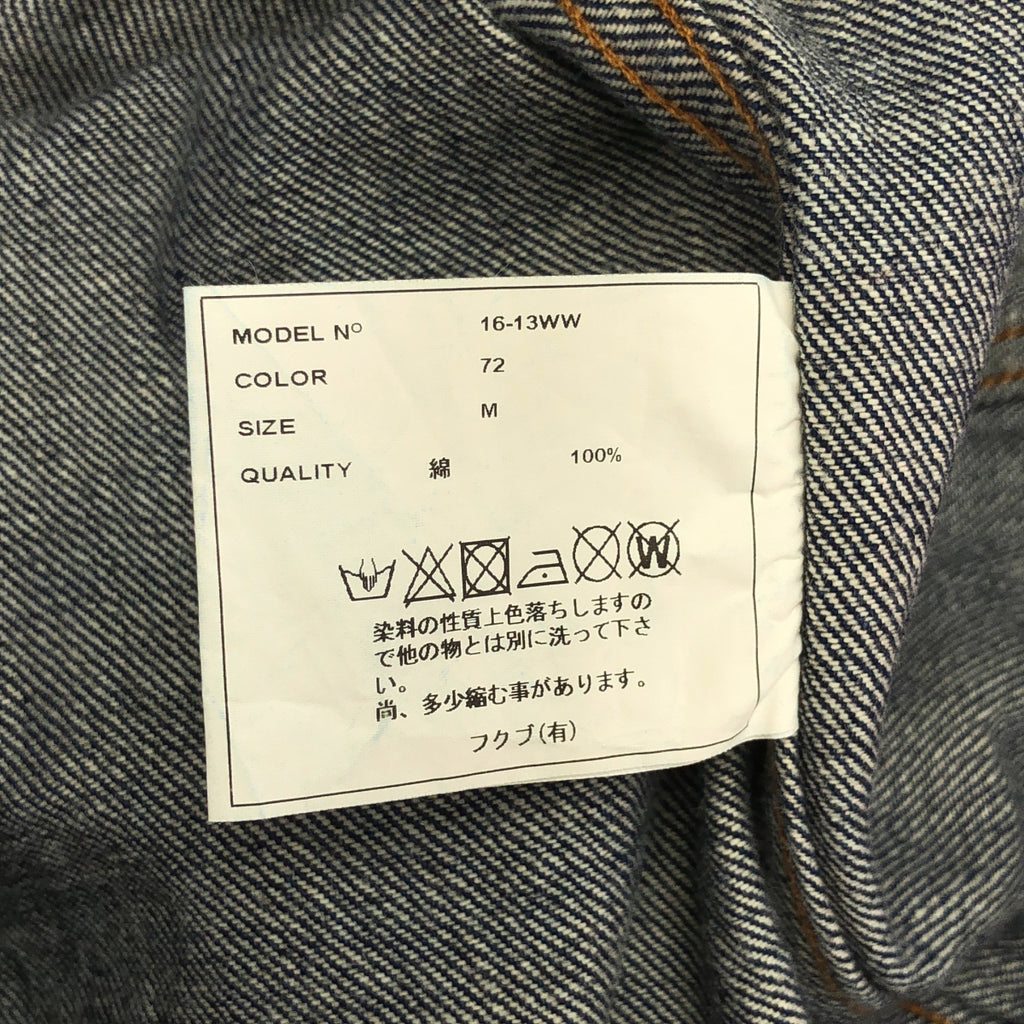 MODEL Nº 16-13WW
COLOR 72
SIZE M
QUALITY 綿 100%
W
染料の性質上色落ちしますの
で他の物とは別に洗って下さ
い。
尚、多少縮む事があります。
フクブ(有)